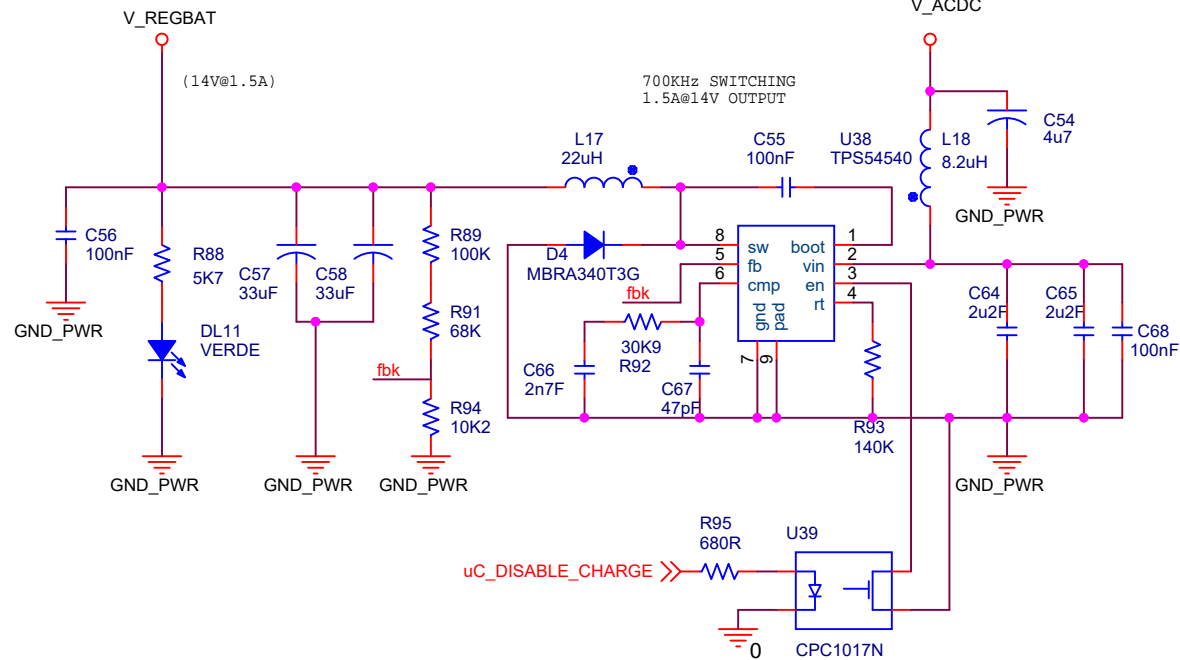 V_REGBAT
V_ACDC
(14V@1.5A)
700KHz SWITCHING
1.5A@14V OUTPUT
L17
22uH
C55
100nF
U38
TPS54540
L18
8.2uH
C54
4u7
GND_PWR
C56
100nF
R88
5K7
C57
33uF
C58
33uF
R89
100K
D4
MBRA340T3G
8
5
6
sw
fb
cmp
boot
vin
en
rt
gnd
pad
1
2
3
4
7
9
fbk
C64
2u2F
C65
2u2F
C68
100nF
GND_PWR
DL11
VERDE
R91
68K
30K9
R92
fbk
C66
2n7F
C67
47pF
R94
10K2
R93
140K
GND_PWR
GND_PWR
GND_PWR
GND_PWR
R95
680R
U39
uC_DISABLE_CHARGE
0
CPC1017N